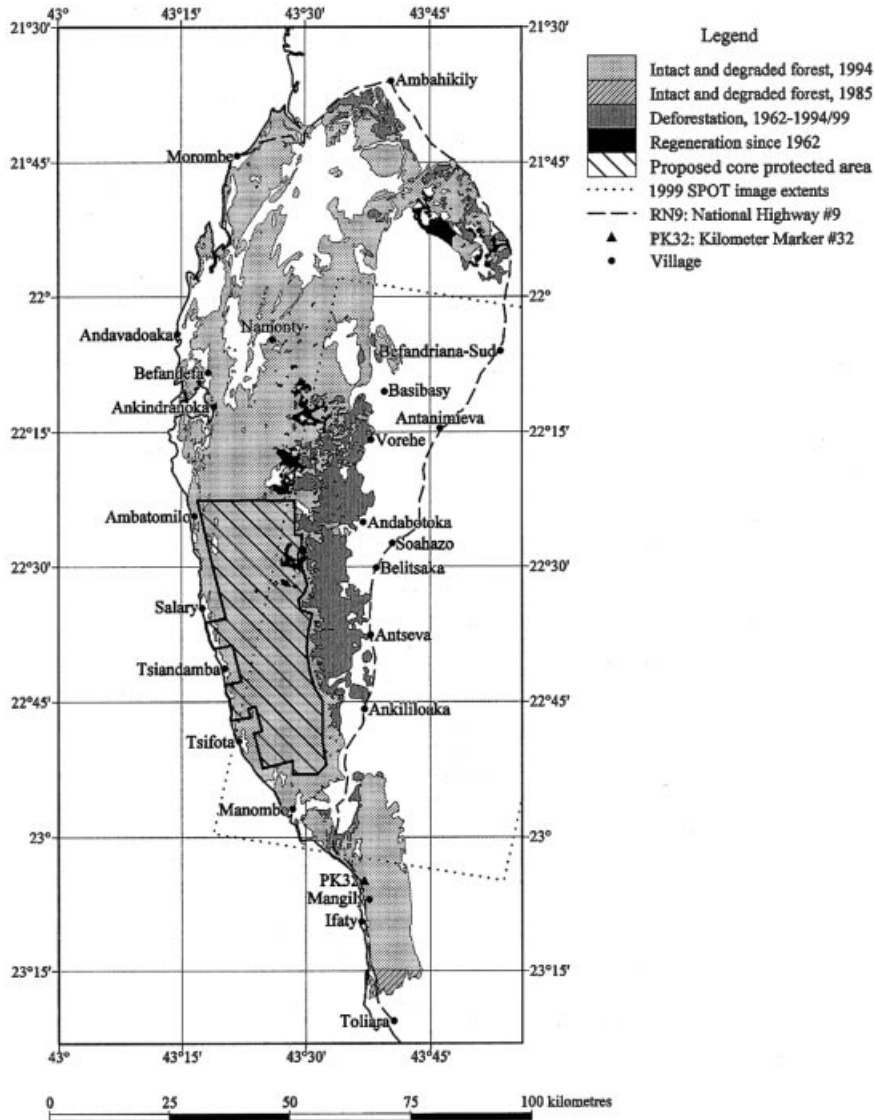 43° 43°15' 43°30' 43°45'
21°30' 21°30'
Legend
Intact and degraded forest, 1994
Intact and degraded forest, 1985
Deforestation, 1962-1994/99
Regeneration since 1962
Proposed core protected area
1999 SPOT image extents
RN9: National Highway #9
PK32: Kilometer Marker #32
Village
Ambahikily
21°45' 21°45'
Morombe
22° 22°
Andavadoaka
Namonty
Befandriana-Sud
Befandefa
Basibasy
Ankindranoka
Antanimieva
22°15' 22°15'
Vorehe
Ambatomilo
Andabotoka
Soahazo
22°30' 22°30'
Belitsaka
Salary
Antseva
Tsiandamba
22°45' 22°45'
Ankililoaka
Tsifota
Manombo
23° 23°
PK32
Mangily
Ifaty
23°15' 23°15'
Toliara
43° 43°15' 43°30' 43°45'
0 25 50 75 100 kilometres